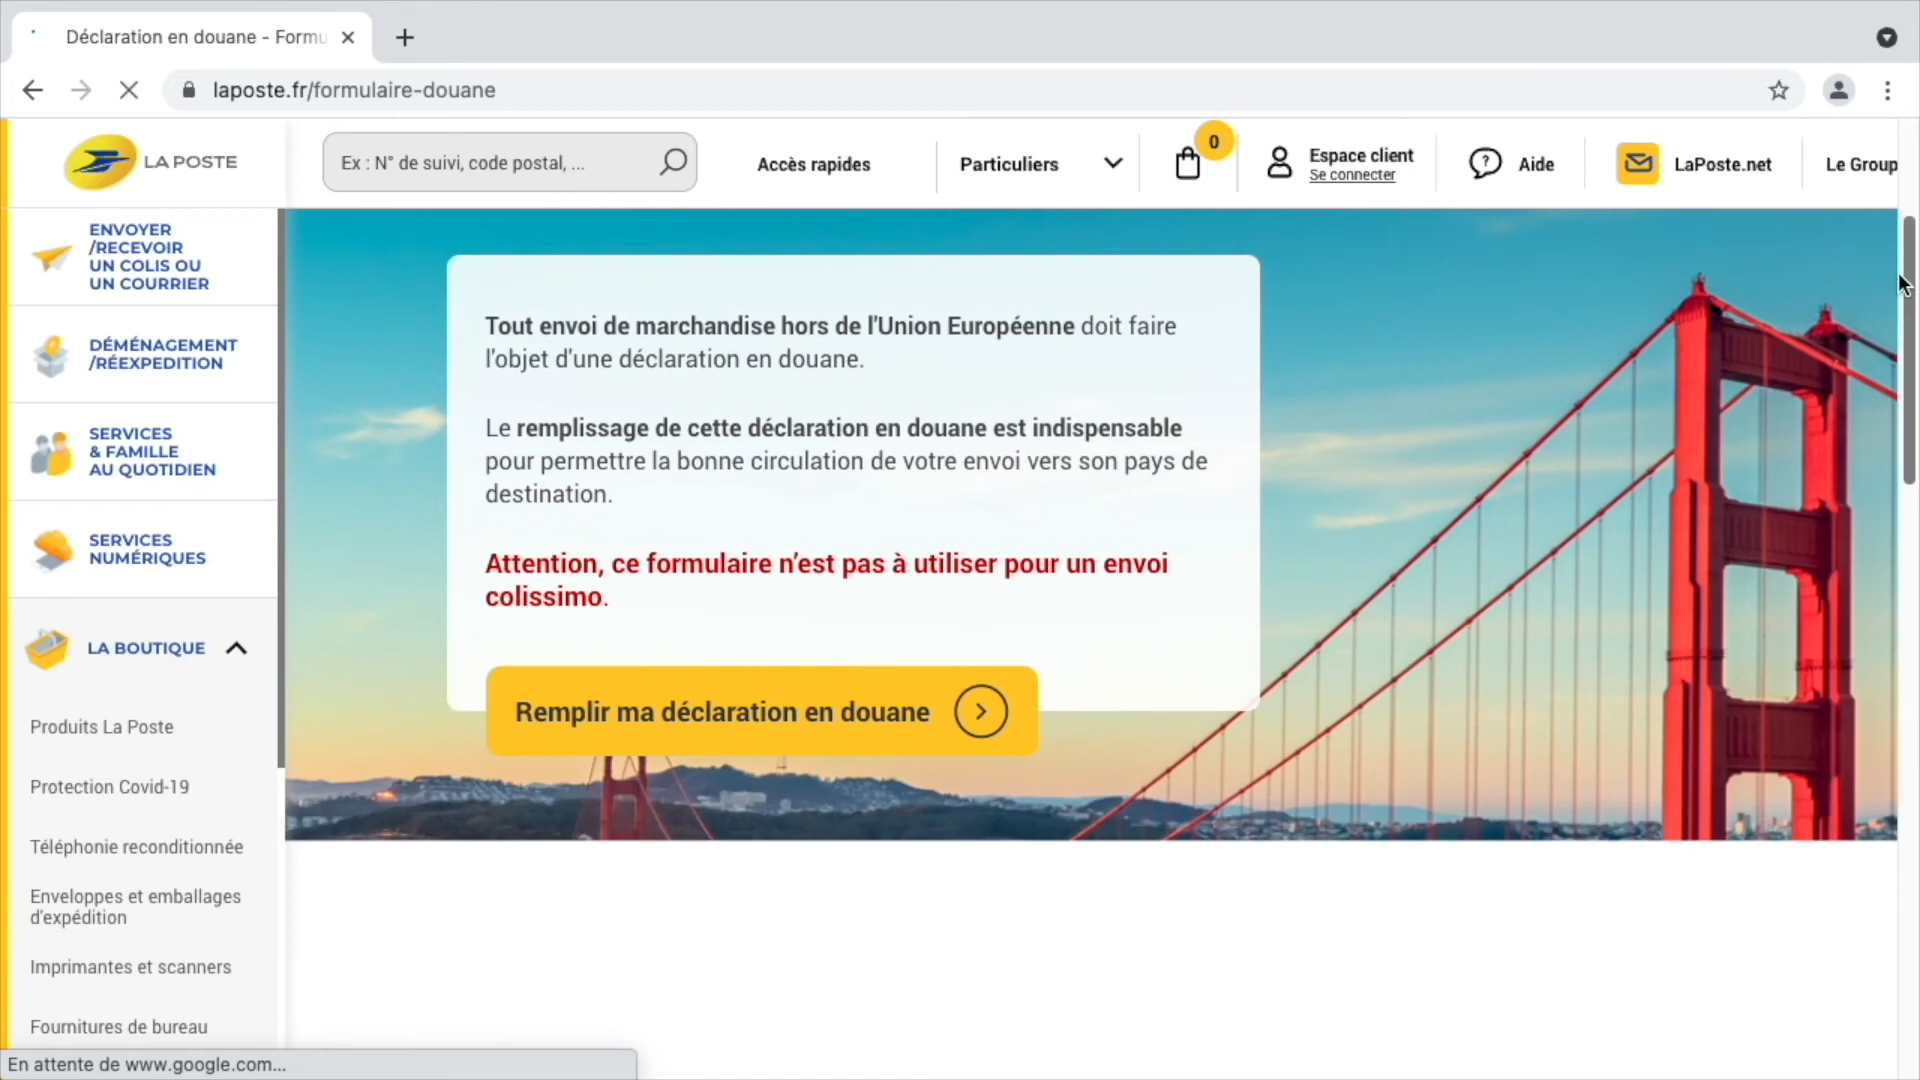 Déclaration en douane - Formu
laposte.fr/formulaire-douane
LA POSTE
Ex : N° de suivi, code postal, ...
Accès rapides
Particuliers
0
Espace client
Se connecter
Aide
LaPoste.net
Le Group
ENVOYER
/RECEVOIR
UN COLIS OU
UN COURRIER
DÉMÉNAGEMENT
/RÉEXPEDITION
SERVICES
& FAMILLE
AU QUOTIDIEN
SERVICES
NUMÉRIQUES
LA BOUTIQUE
Produits La Poste
Protection Covid-19
Téléphonie reconditionnée
Enveloppes et emballages
d'expédition
Imprimantes et scanners
Fournitures de bureau
Tout envoi de marchandise hors de l'Union Européenne doit faire
l'objet d'une déclaration en douane.
Le remplissage de cette déclaration en douane est indispensable
pour permettre la bonne circulation de votre envoi vers son pays de
destination.
Attention, ce formulaire n’est pas à utiliser pour un envoi
colissimo.
Remplir ma déclaration en douane
En attente de www.google.com...